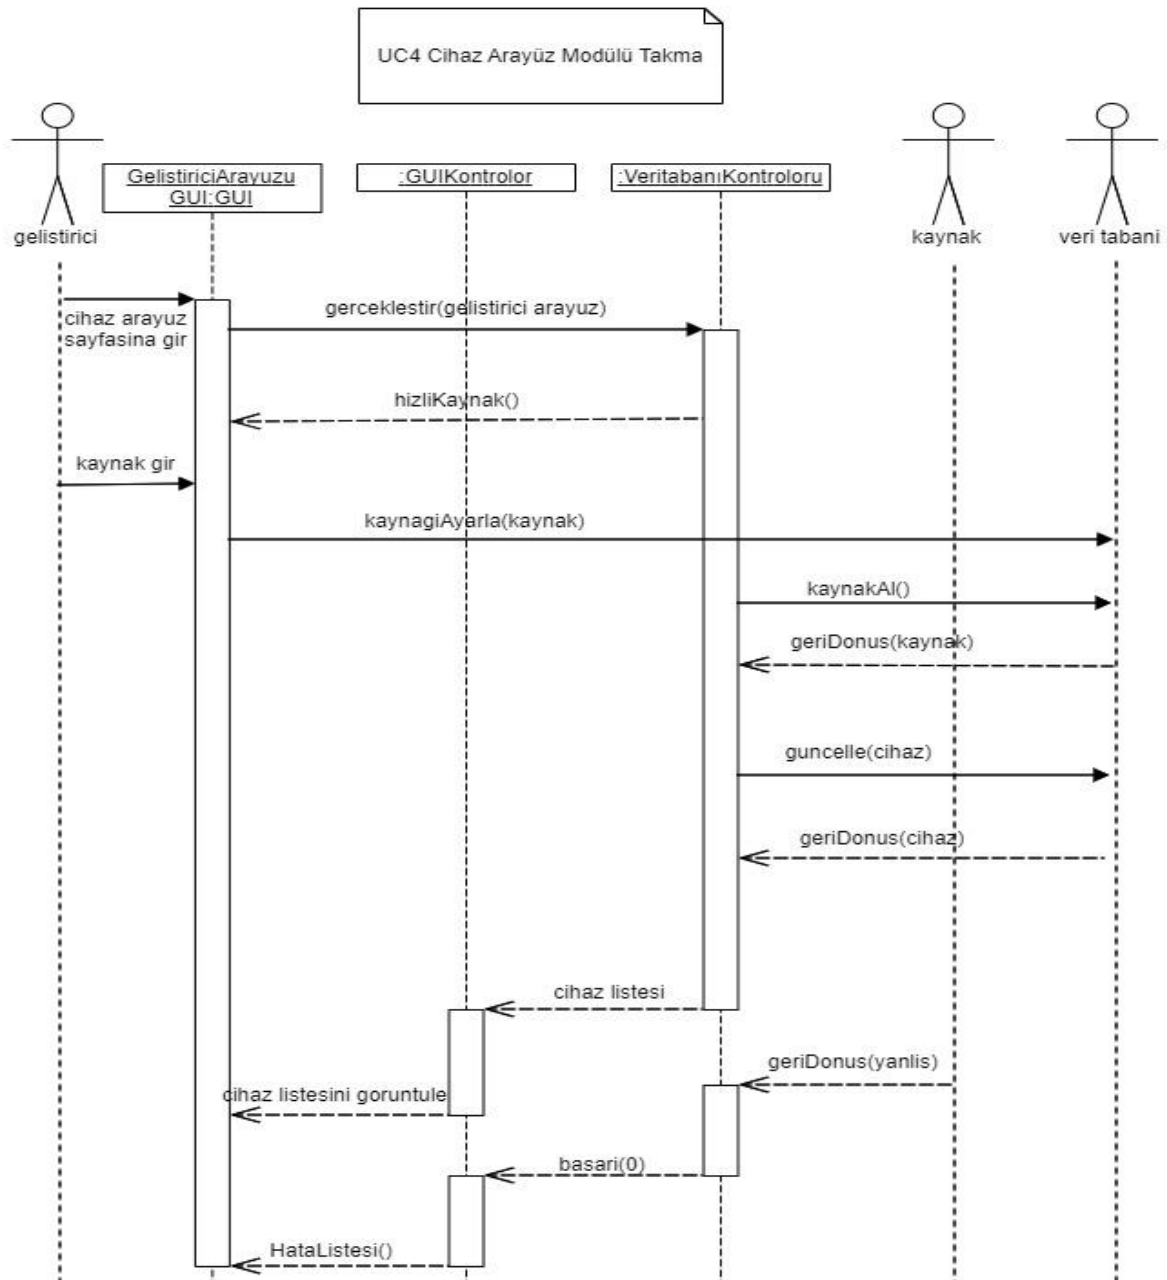 UC4 Cihaz Arayüz Modülü Takma
GelistiriciArayuzu
GUI:GUI
:GUIKontrolor
:VeritabanıKontroloru
gelistirici
kaynak
veri tabani
cihaz arayuz
sayfasina gir
gerceklestir(gelistirici arayuz)
hizliKaynak()
kaynak gir
kaynagiAyarla(kaynak)
kaynakAl()
geriDonus(kaynak)
guncelle(cihaz)
geriDonus(cihaz)
cihaz listesi
geriDonus(yanlis)
cihaz listesini goruntule
basari(0)
HataListesi()